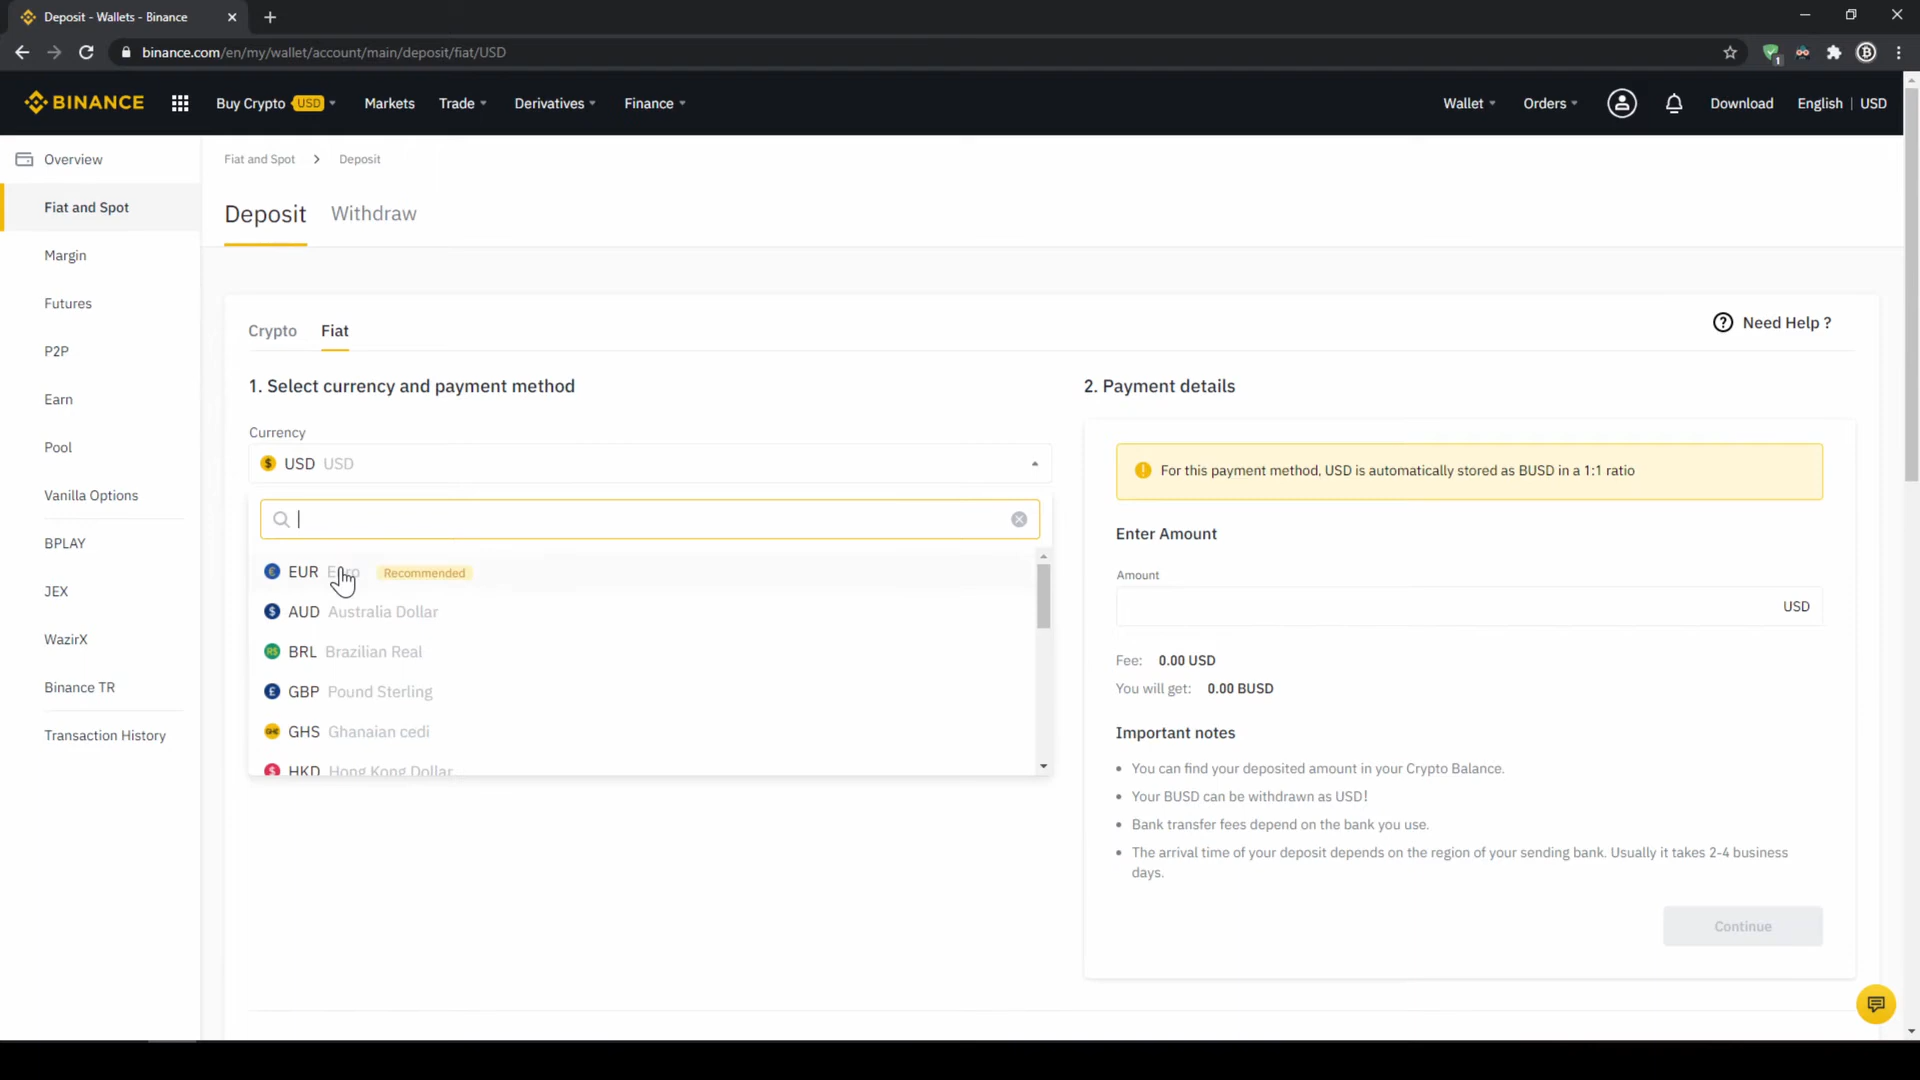 Deposit - Wallets - Binance
binance.com/en/my/wallet/account/main/deposit/fiat/USD
1
BINANCE
Buy Crypto USD
Markets
Trade
Derivatives
Finance
Wallet
Orders
Download
English | USD
Overview
Fiat and Spot
Margin
Futures
P2P
Earn
Pool
Vanilla Options
BPLAY
JEX
WazirX
Binance TR
Transaction History
Fiat and Spot > Deposit
Deposit Withdraw
Crypto Fiat
Need Help ?
1. Select currency and payment method
Currency
USD USD
EUR Euro Recommended
AUD Australia Dollar
BRL Brazilian Real
GBP Pound Sterling
GHS Ghanaian cedi
HKD Hong Kong Dollar
2. Payment details
For this payment method, USD is automatically stored as BUSD in a 1:1 ratio
Enter Amount
Amount
USD
Fee: 0.00 USD
You will get: 0.00 BUSD
Important notes
• You can find your deposited amount in your Crypto Balance.
• Your BUSD can be withdrawn as USD!
• Bank transfer fees depend on the bank you use.
• The arrival time of your deposit depends on the region of your sending bank. Usually it takes 2-4 business
days.
Continue